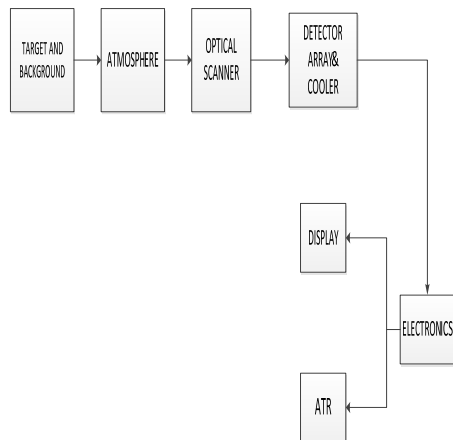 TARGET AND
BACKGROUND
ATMOSPHERE
OPTICAL
SCANNER
DETECTOR
ARRAY&
COOLER
DISPLAY
ELECTRONICS
ATR